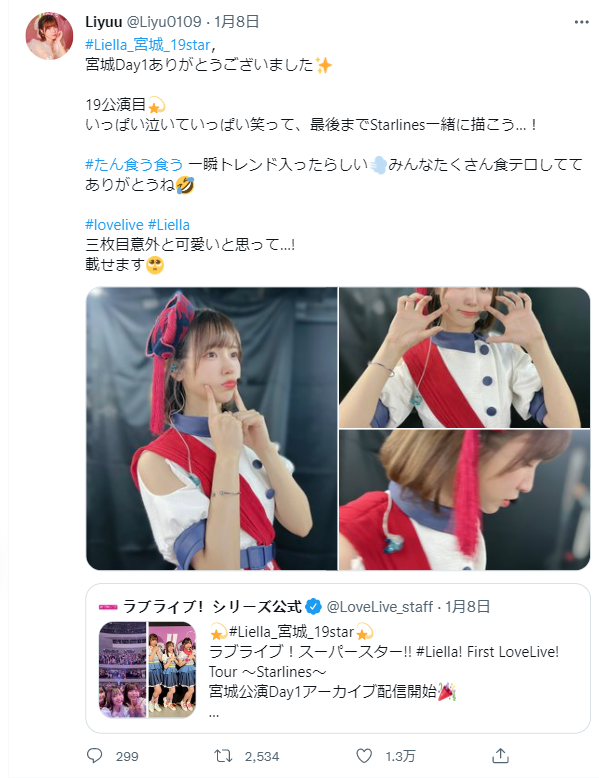 Liyuu @Liyu0109 · 1月8日
#Liella_宮城_19star,
宮城Day1ありがとうございました✨
19公演目💫
いっぱい泣いていっぱい笑って、最後までStarlines一緒に描こう…！
#たん食う食う 一瞬トレンド入ったらしい💨みんなたくさん食テロしてて
ありがとうね🤣
#lovelive #Liella
三枚目意外と可愛いと思って…!
載せます🥺
ラブライブ！シリーズ公式 @LoveLive_staff · 1月8日
💫#Liella_宮城_19star💫
ラブライブ！スーパースター!! #Liella! First LoveLive!
Tour ～Starlines～
宮城公演Day1アーカイブ配信開始🎉
...
299 2,534 1.3万